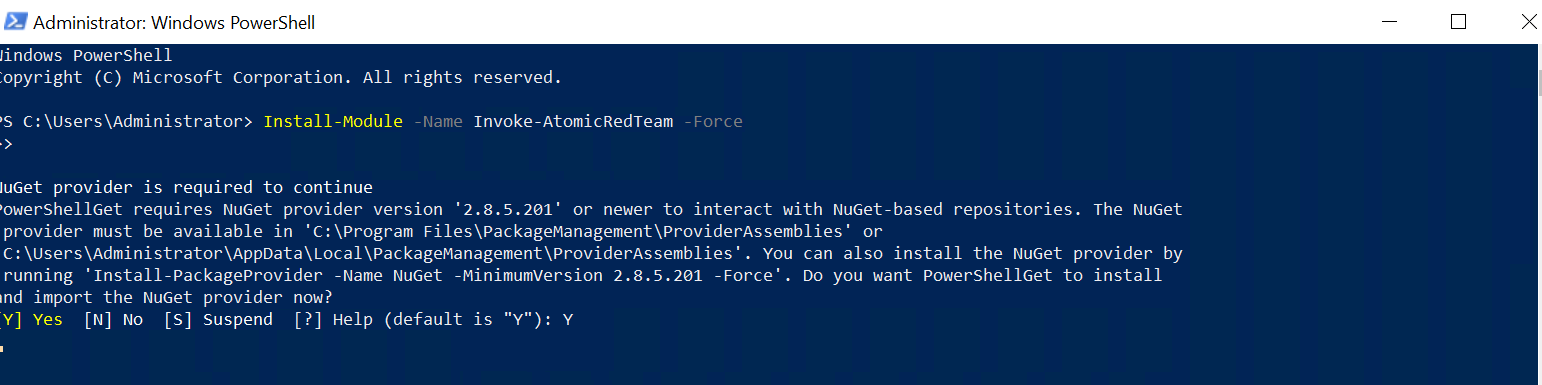 Administrator: Windows PowerShell
Windows PowerShell
Copyright (C) Microsoft Corporation. All rights reserved.
PS C:\Users\Administrator> Install-Module -Name Invoke-AtomicRedTeam -Force
>>
NuGet provider is required to continue
PowerShellGet requires NuGet provider version '2.8.5.201' or newer to interact with NuGet-based repositories. The NuGet
provider must be available in 'C:\Program Files\PackageManagement\ProviderAssemblies' or
'C:\Users\Administrator\AppData\Local\PackageManagement\ProviderAssemblies'. You can also install the NuGet provider by
running 'Install-PackageProvider -Name NuGet -MinimumVersion 2.8.5.201 -Force'. Do you want PowerShellGet to install
and import the NuGet provider now?
[Y] Yes  [N] No  [S] Suspend  [?] Help (default is "Y"): Y